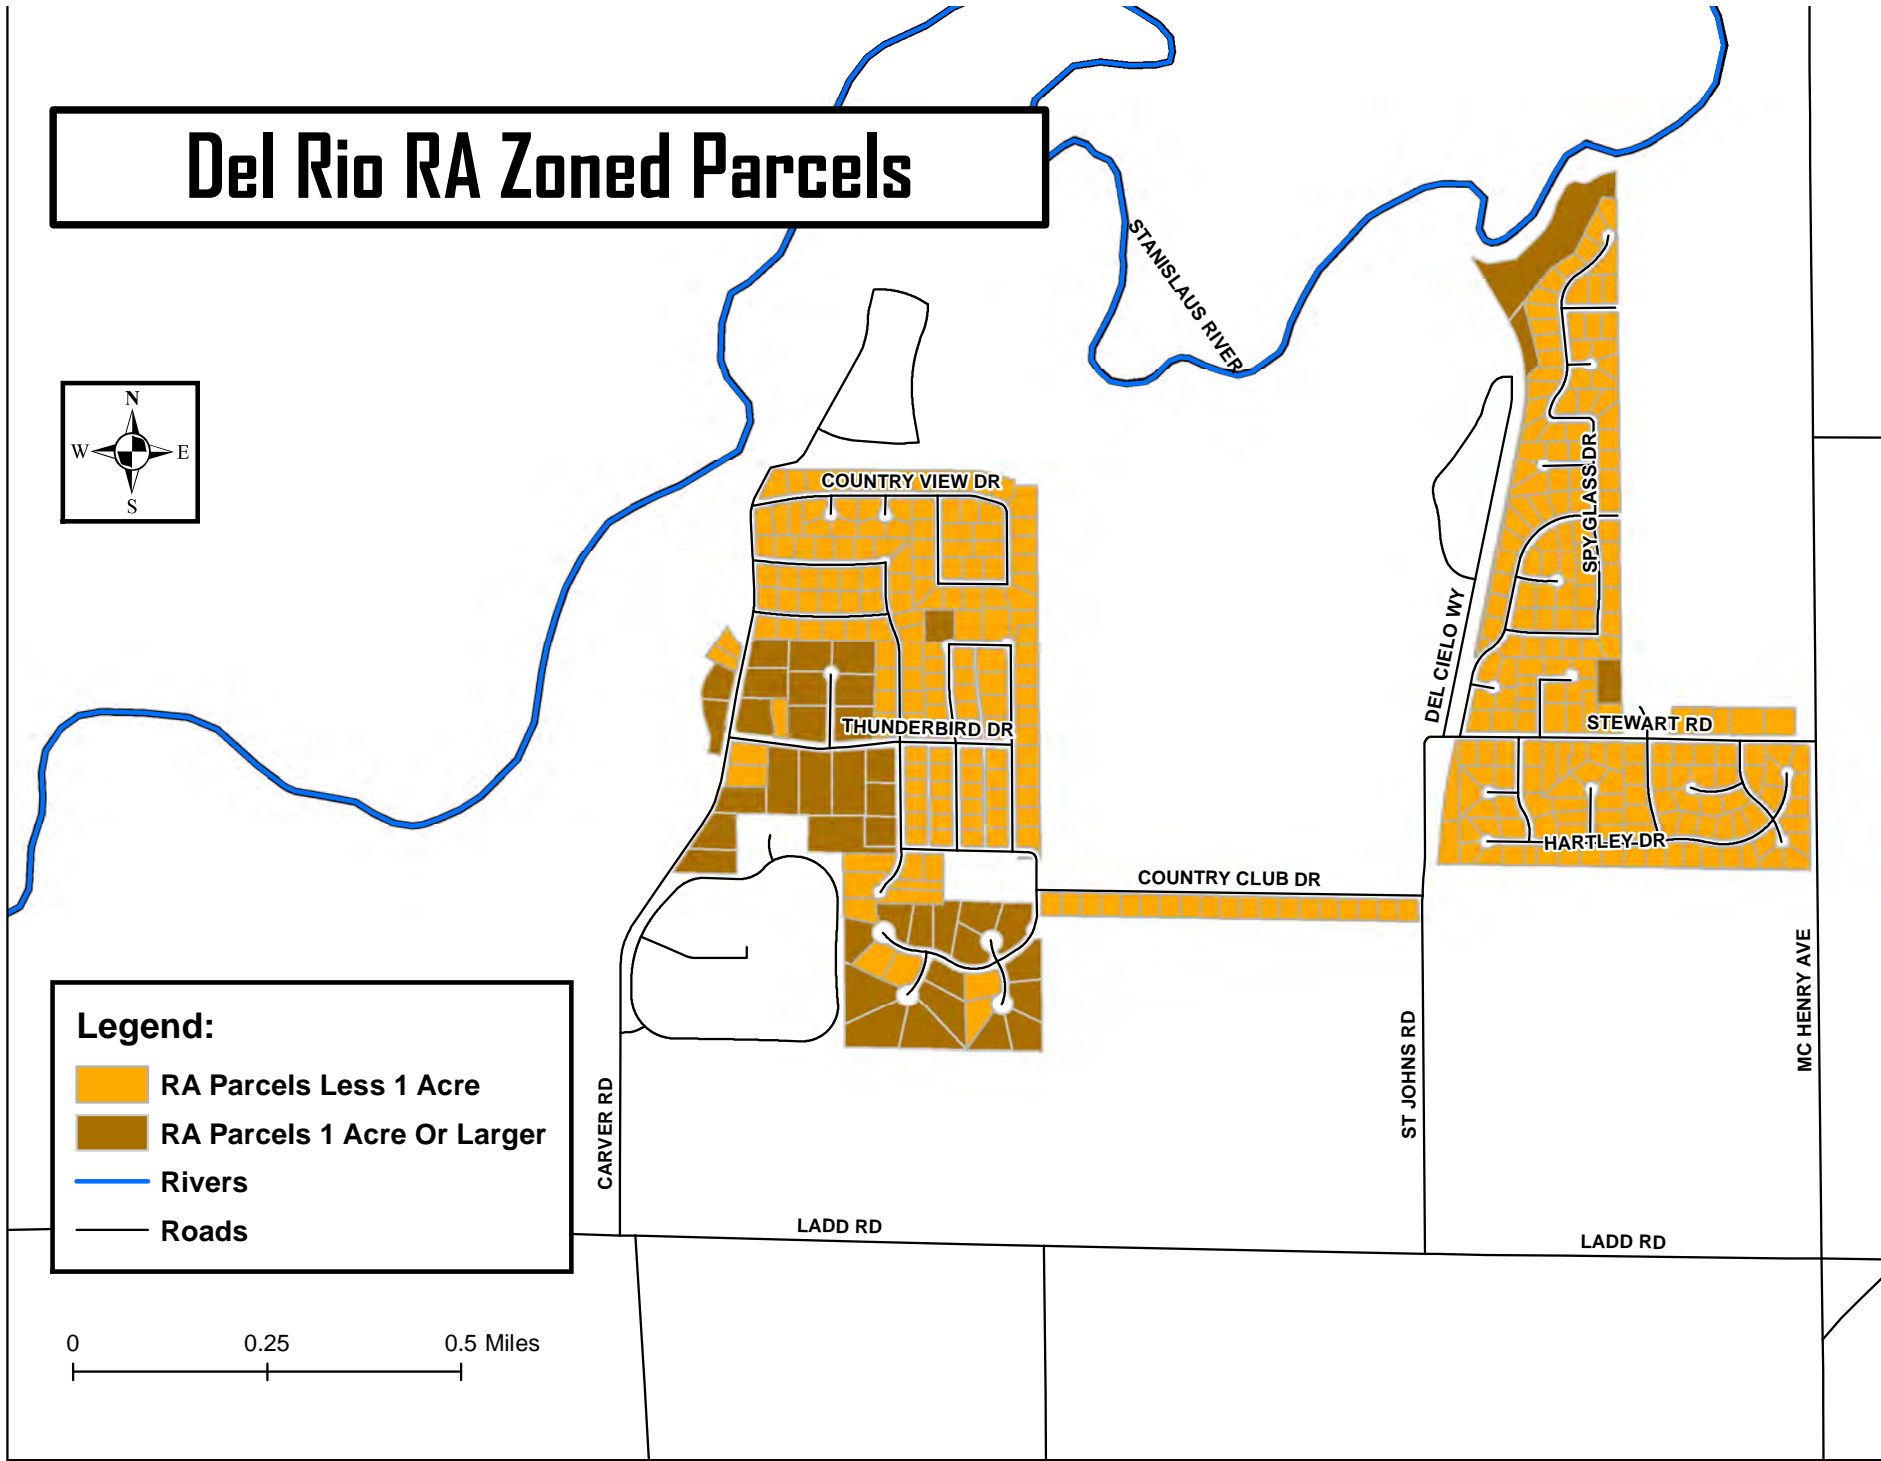 Del Rio RA Zoned Parcels
STANISLAUS RIVER
N
W E
S
COUNTRY VIEW DR
SPY GLASS DR
DEL CIELO WY
THUNDERBIRD DR
STEWART RD
HARTLEY DR
COUNTRY CLUB DR
MC HENRY AVE
ST JOHNS RD
CARVER RD
Legend:
RA Parcels Less 1 Acre
RA Parcels 1 Acre Or Larger
Rivers
Roads
LADD RD
LADD RD
0 0.25 0.5 Miles